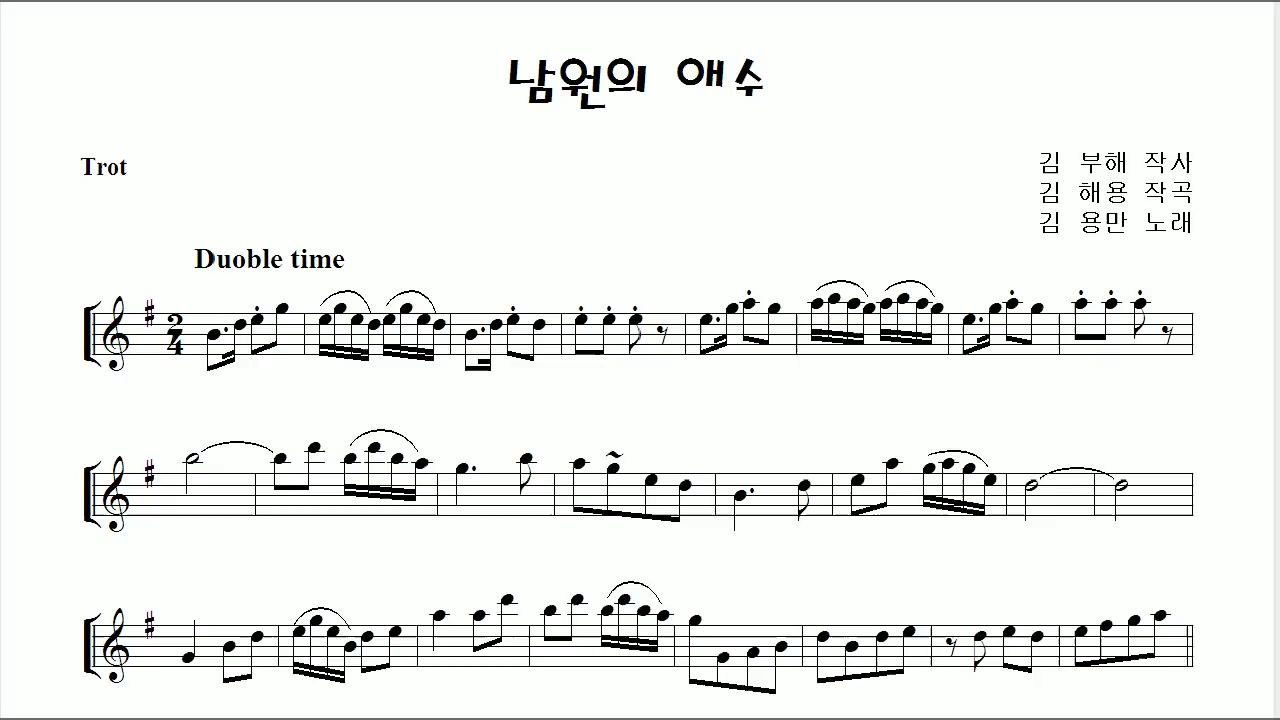 남원의 애수
Trot
김 부해 작사
김 해용 작곡
김 용만 노래
Duoble time
2
4